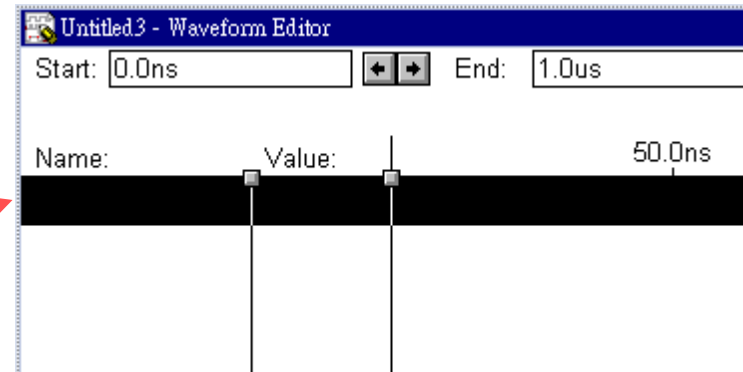 Untitled3 - Waveform Editor
Start: 0.0ns End: 1.0us
Name: Value: 50.0ns